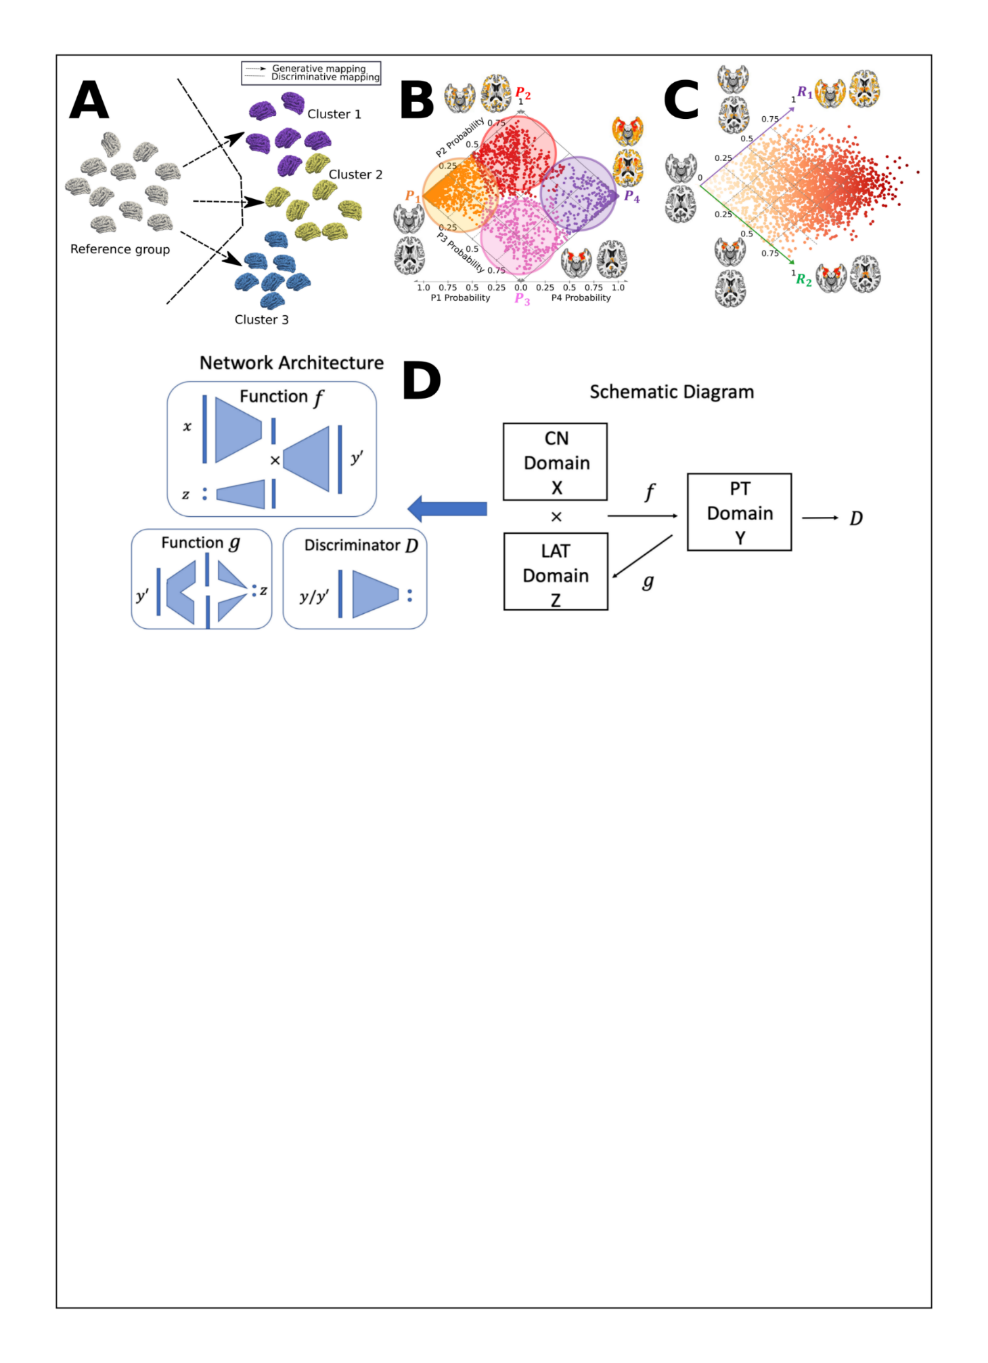 A
Generative mapping
Discriminative mapping
Cluster 1
Cluster 2
Reference group
Cluster 3
B
P₂
1
P2 Probability
0.75
0.5
0.25
P₁
P₄
0.25
P3 Probability
0.5
0.75
1.0 0.75 0.5 0.25 0.0 0.25 0.5 0.75 1.0
P1 Probability P₃ P4 Probability
C
R₁
1
0.75
0.5
0.25
0
0.25
0.5
0.75
1
R₂
Network Architecture
Function f
x
×
y′
z
Function g
y′
z
Discriminator D
y/y′
D
Schematic Diagram
CN
Domain
X
×
LAT
Domain
Z
f
g
PT
Domain
Y
D